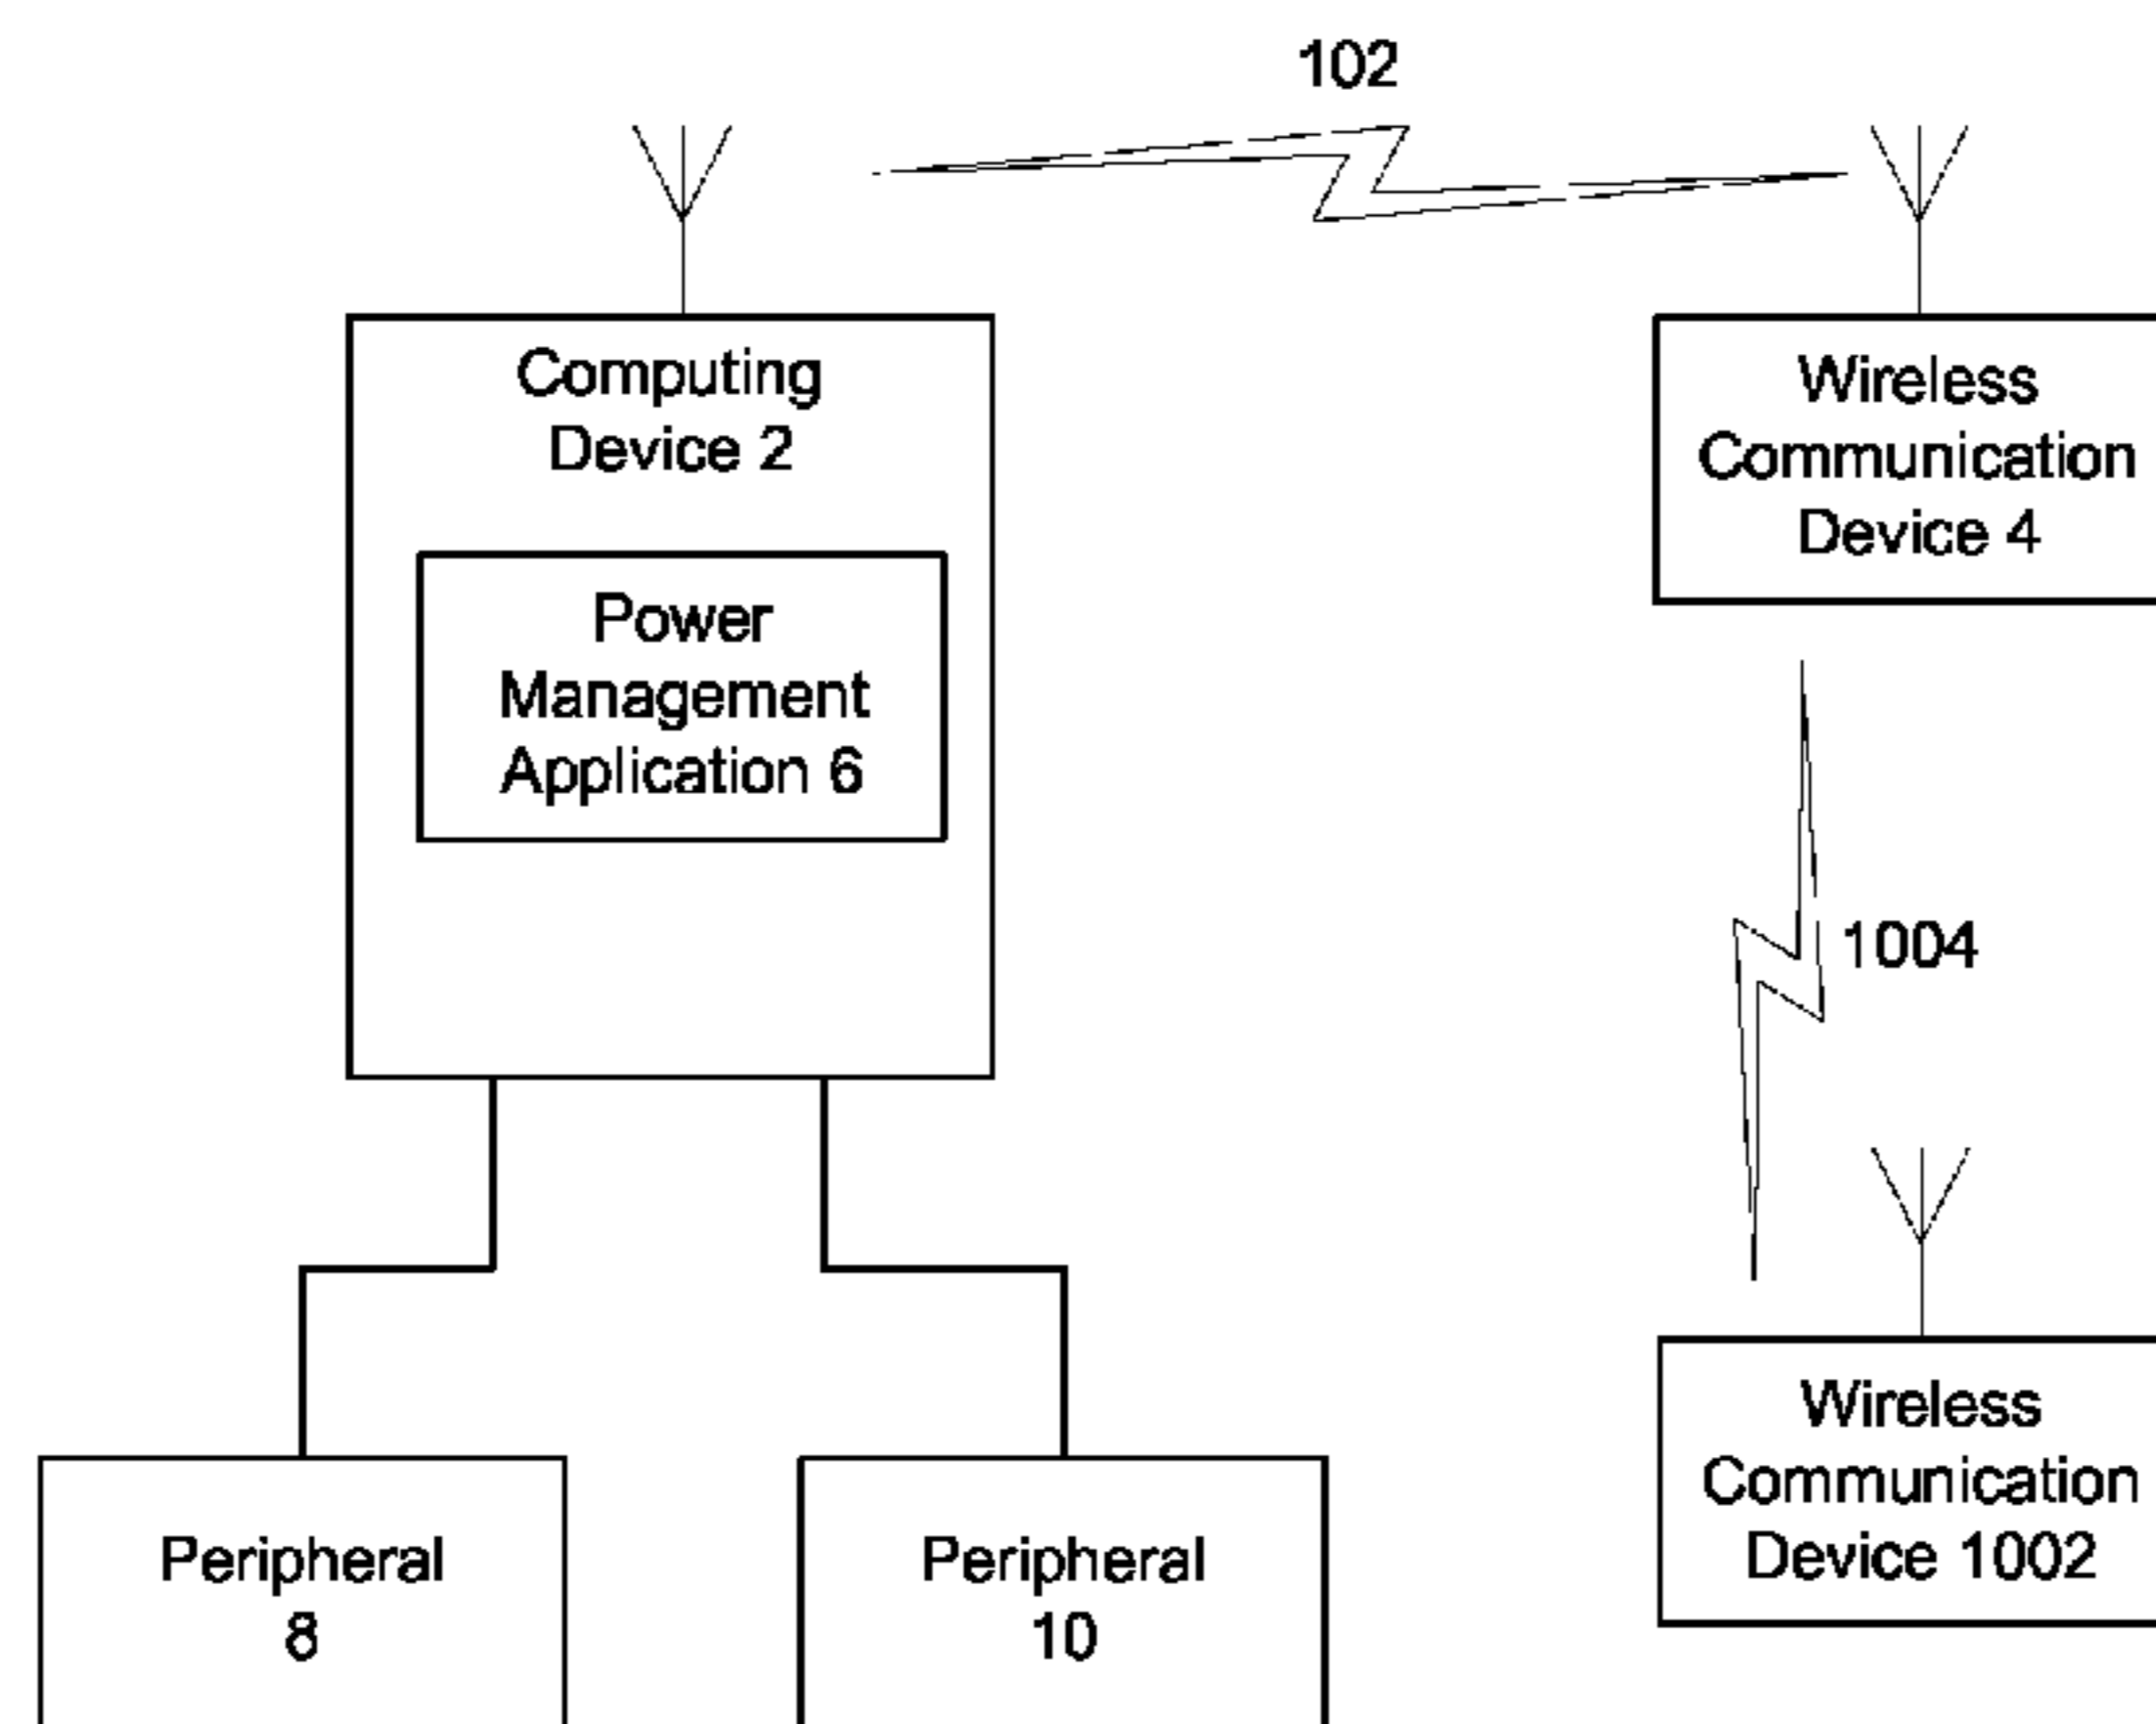 102
Computing
Device 2
Power
Management
Application 6
Wireless
Communication
Device 4
1004
Wireless
Communication
Device 1002
Peripheral
8
Peripheral
10